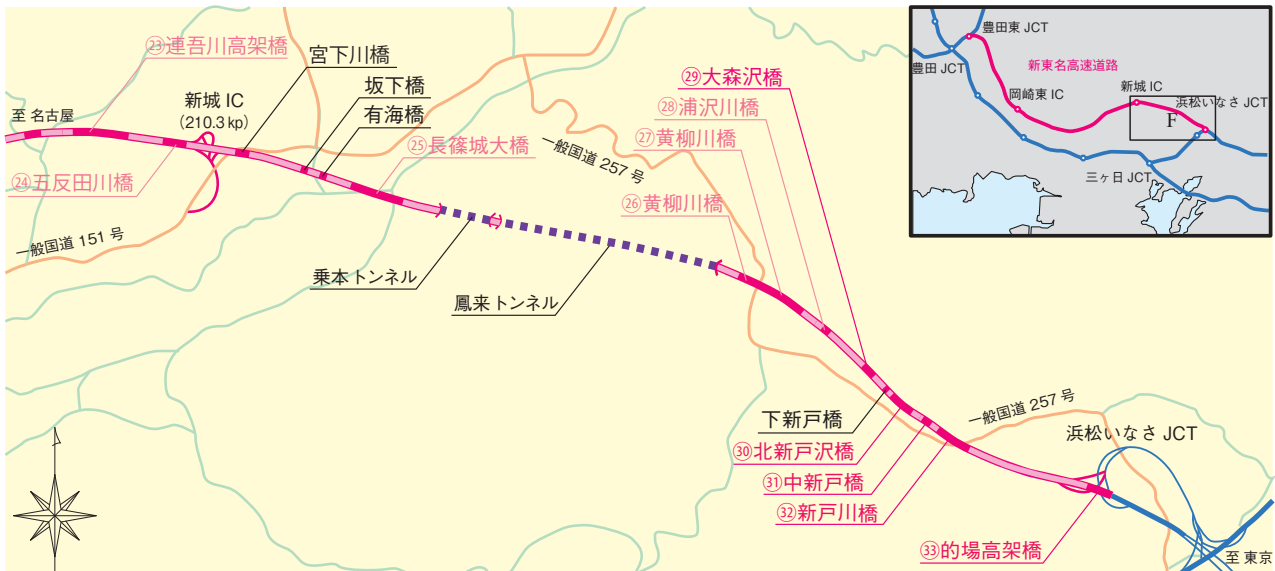 ㉓連吾川高架橋
宮下川橋
坂下橋
有海橋
新城 IC
(210.3 kp)
至 名古屋
㉔五反田川橋
㉕長篠城大橋
一般国道 151 号
乗本トンネル
鳳来トンネル
一般国道 257 号
㉙大森沢橋
㉘浦沢川橋
㉗黄柳川橋
㉖黄柳川橋
下新戸橋
㉚北新戸沢橋
㉛中新戸橋
㉜新戸川橋
㉝的場高架橋
一般国道 257 号
浜松いなさ JCT
至 東京
豊田東 JCT
豊田 JCT
新東名高速道路
岡崎東 IC
新城 IC
浜松いなさ JCT
F
三ヶ日 JCT